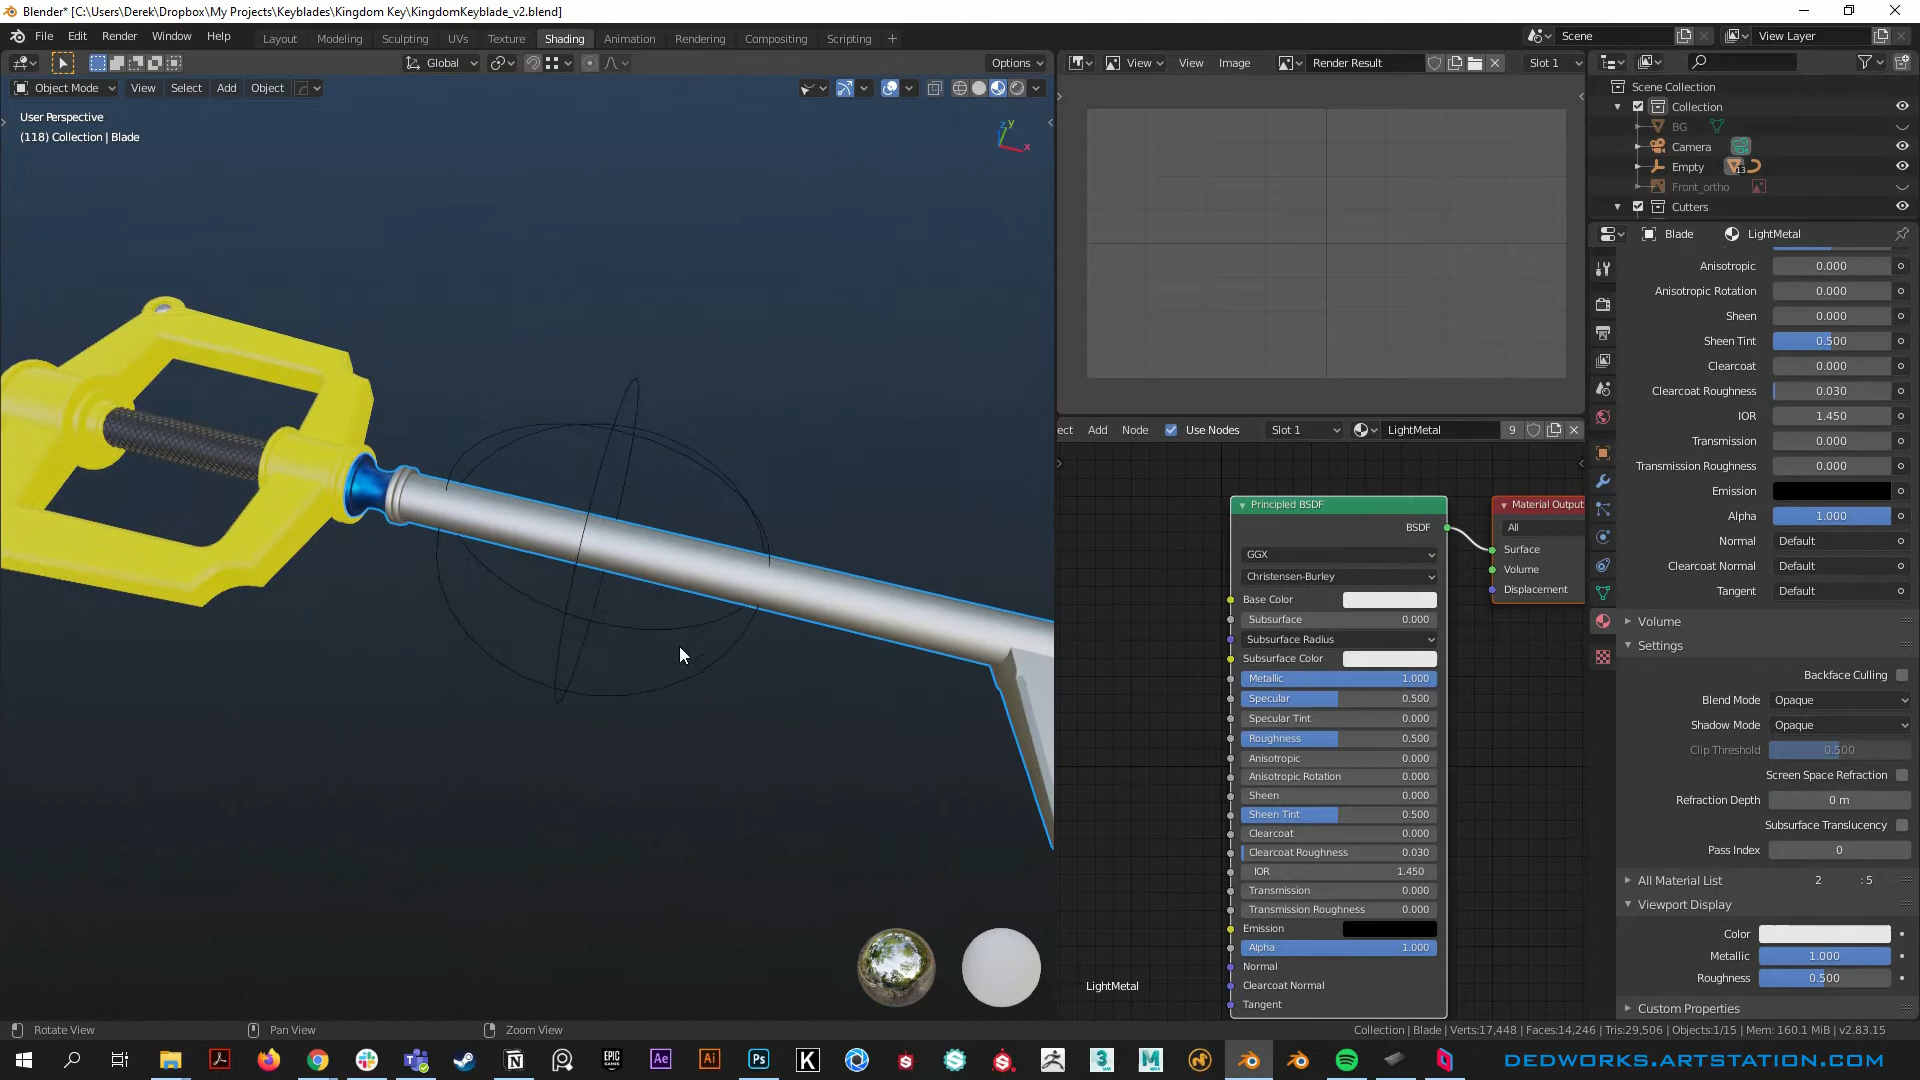 Blender* [C:\Users\Derek\Dropbox\My Projects\Keyblades\Kingdom Key\KingdomKeyblade_v2.blend]
File Edit Render Window Help Layout Modeling Sculpting UVs Texture Shading Animation Rendering Compositing Scripting + Scene View Layer
Global Options View View Image Render Result Slot 1
Object Mode View Select Add Object
User Perspective
(118) Collection | Blade
Z Y X
Scene Collection
Collection
BG
Camera
Empty 13
Front_ortho
Cutters
Blade LightMetal
Anisotropic 0.000
Anisotropic Rotation 0.000
Sheen 0.000
Sheen Tint 0.500
Clearcoat 0.000
Clearcoat Roughness 0.030
IOR 1.450
Transmission 0.000
Transmission Roughness 0.000
Emission
Alpha 1.000
Normal Default
Clearcoat Normal Default
Tangent Default
Volume
Settings
Backface Culling
Blend Mode Opaque
Shadow Mode Opaque
Clip Threshold 0.500
Screen Space Refraction
Refraction Depth 0 m
Subsurface Translucency
Pass Index 0
All Material List 2 : 5
Viewport Display
Color
Metallic 1.000
Roughness 0.500
Custom Properties
ect Add Node Use Nodes Slot 1 LightMetal 9
Principled BSDF
BSDF
GGX
Christensen-Burley
Base Color
Subsurface 0.000
Subsurface Radius
Subsurface Color
Metallic 1.000
Specular 0.500
Specular Tint 0.000
Roughness 0.500
Anisotropic 0.000
Anisotropic Rotation 0.000
Sheen 0.000
Sheen Tint 0.500
Clearcoat 0.000
Clearcoat Roughness 0.030
IOR 1.450
Transmission 0.000
Transmission Roughness 0.000
Emission
Alpha 1.000
Normal
Clearcoat Normal
Tangent
Material Output
All
Surface
Volume
Displacement
LightMetal
Rotate View Pan View Zoom View Collection | Blade | Verts:17,448 | Faces:14,246 | Tris:29,506 | Objects:1/15 | Mem: 160.1 MiB | v2.83.15
Ae Ai Ps K 3 M
DEDWORKS.ARTSTATION.COM